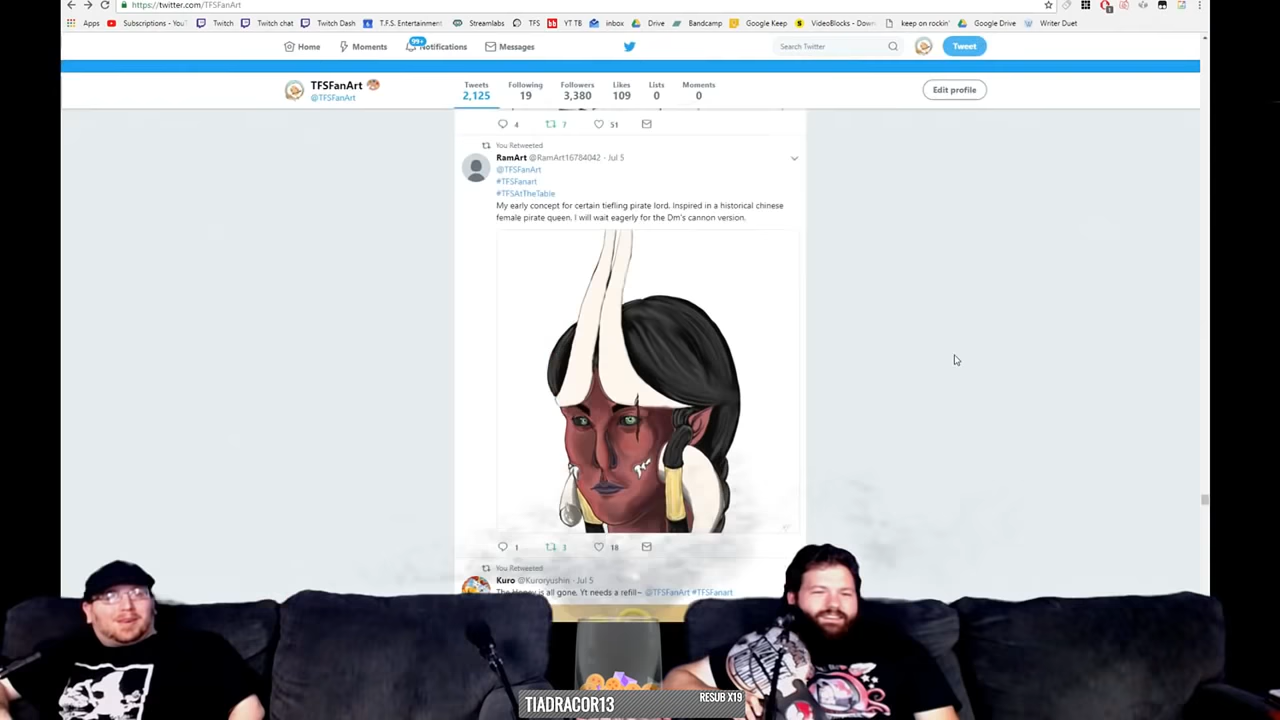 https://twitter.com/TFSFanArt
Apps Subscriptions - You Twitch Twitch chat Twitch Dash T.F.S. Entertainment Streamlabs TFS YT TB inbox Drive Bandcamp Google Keep VideoBlocks - Down keep on rockin' Google Drive Writer Duet
Home Moments 99+ Notifications Messages Search Twitter Tweet
TFSFanArt
@TFSFanArt
Tweets Following Followers Likes Lists Moments
2,125 19 3,380 109 0 0
Edit profile
4 7 51
You Retweeted
RamArt @RamArt16784042 · Jul 5
@TFSFanArt
#TFSFanart
#TFSAtTheTable
My early concept for certain tiefling pirate lord. Inspired in a historical chinese
female pirate queen. I will wait eagerly for the Dm's cannon version.
1 3 18
You Retweeted
Kuro @Kuroryushin · Jul 5
The Honey is all gone, Yt needs a refill~ @TFSFanArt #TFSFanart
TIADRACOR13 RESUB X19